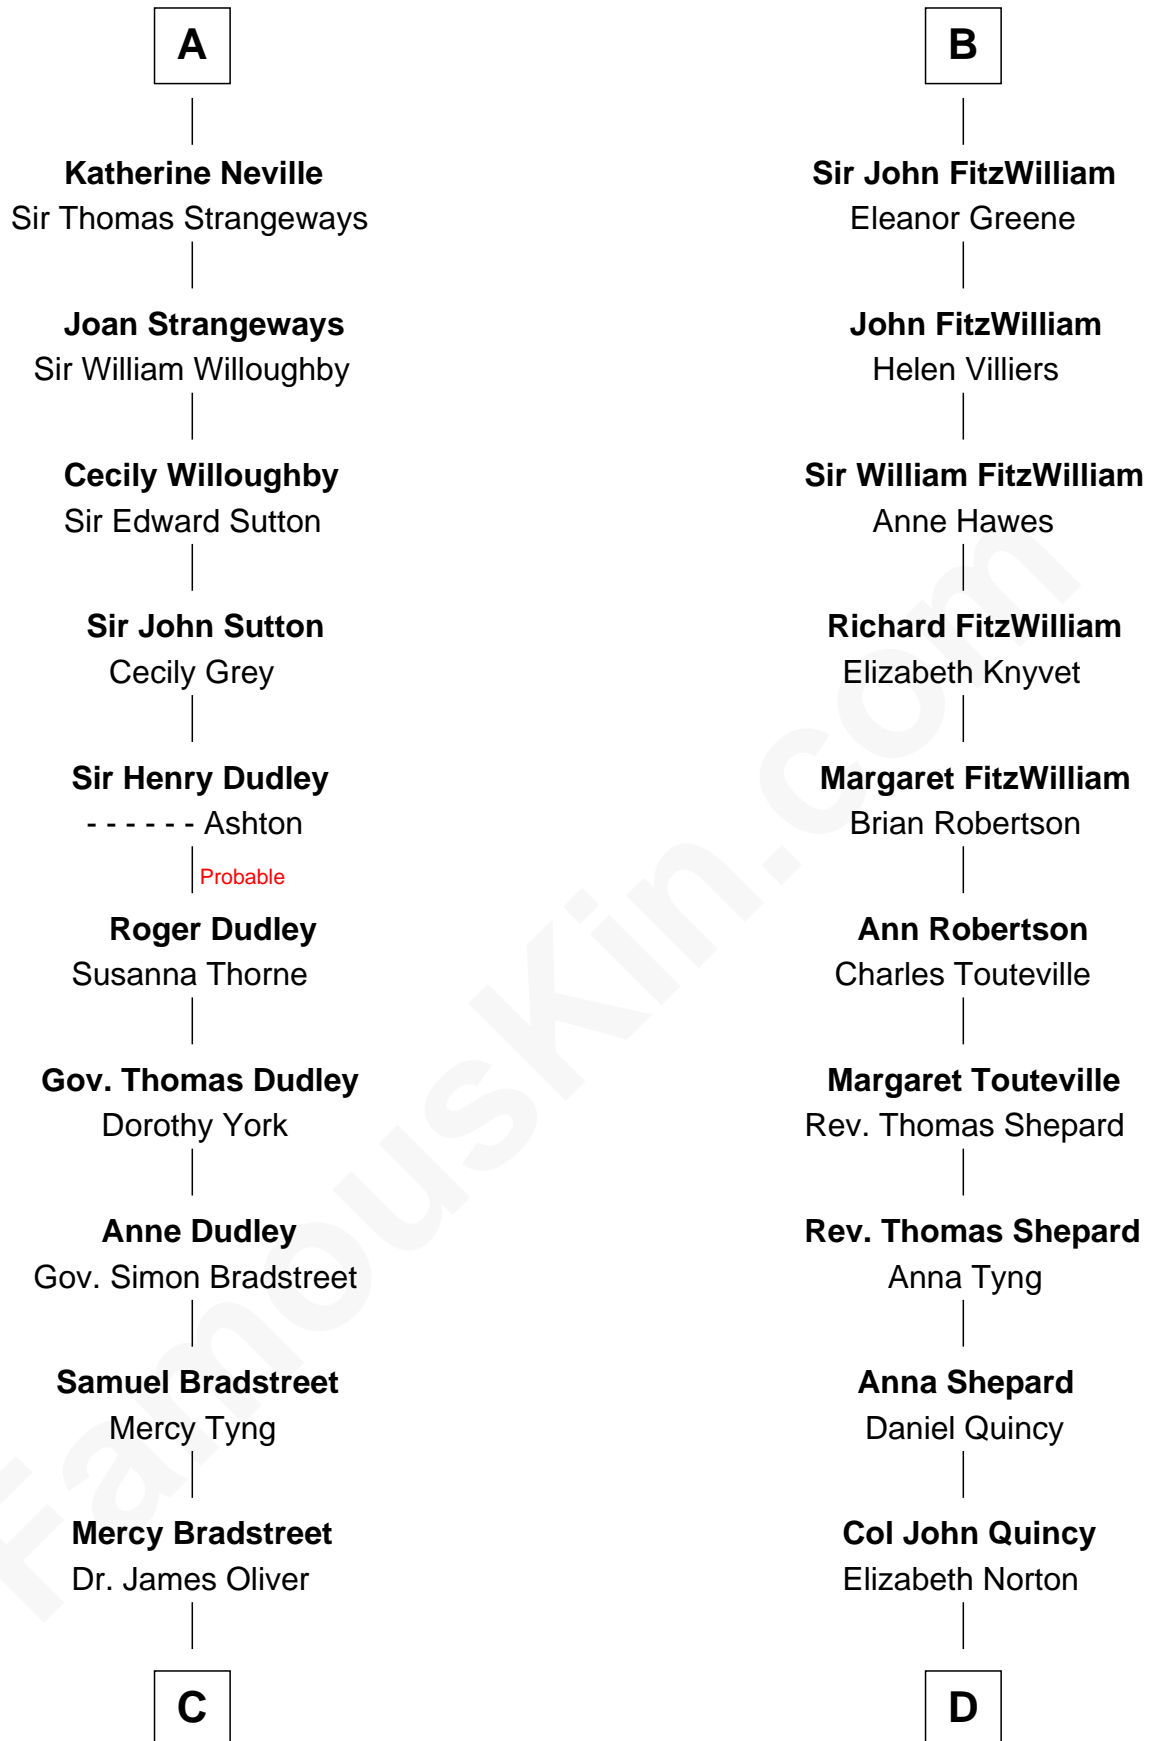 A
Katherine Neville
Sir Thomas Strangeways
Joan Strangeways
Sir William Willoughby
Cecily Willoughby
Sir Edward Sutton
Sir John Sutton
Cecily Grey
Sir Henry Dudley
- - - - - - Ashton
Probable
Roger Dudley
Susanna Thorne
Gov. Thomas Dudley
Dorothy York
Anne Dudley
Gov. Simon Bradstreet
Samuel Bradstreet
Mercy Tyng
Mercy Bradstreet
Dr. James Oliver
C
B
Sir John FitzWilliam
Eleanor Greene
John FitzWilliam
Helen Villiers
Sir William FitzWilliam
Anne Hawes
Richard FitzWilliam
Elizabeth Knyvet
Margaret FitzWilliam
Brian Robertson
Ann Robertson
Charles Touteville
Margaret Touteville
Rev. Thomas Shepard
Rev. Thomas Shepard
Anna Tyng
Anna Shepard
Daniel Quincy
Col John Quincy
Elizabeth Norton
D
FamousKin.com